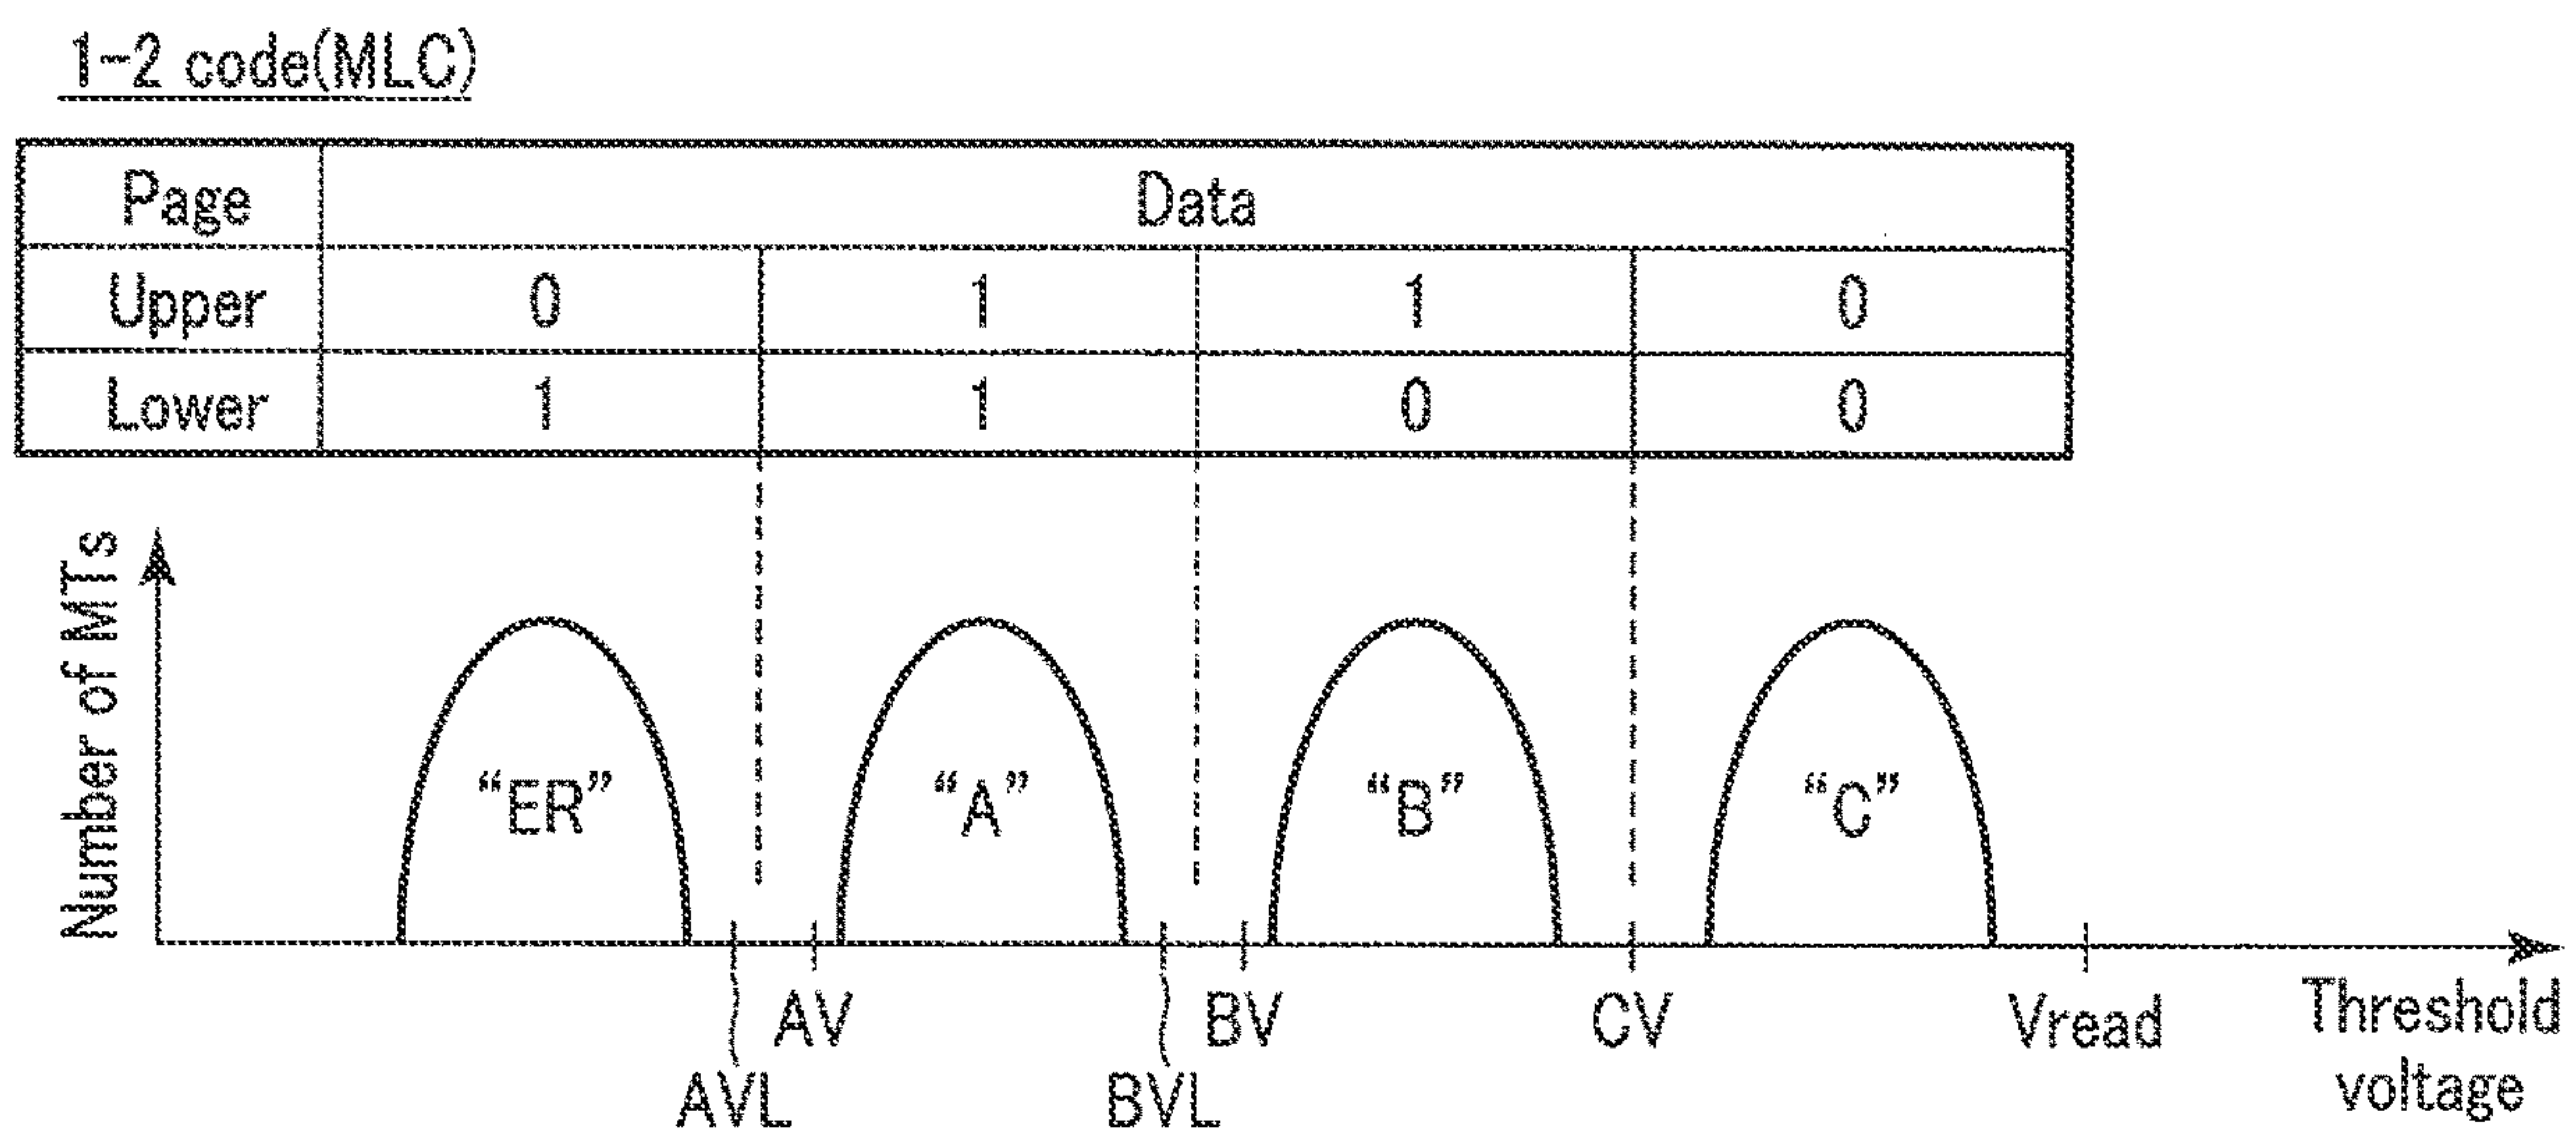 1-2 code(MLC)
Page Data
Upper 0 1 1 0
Lower 1 1 0 0
Number of MTs
“ER” “A” “B” “C”
AV BV CV Vread Threshold
voltage
AVL BVL